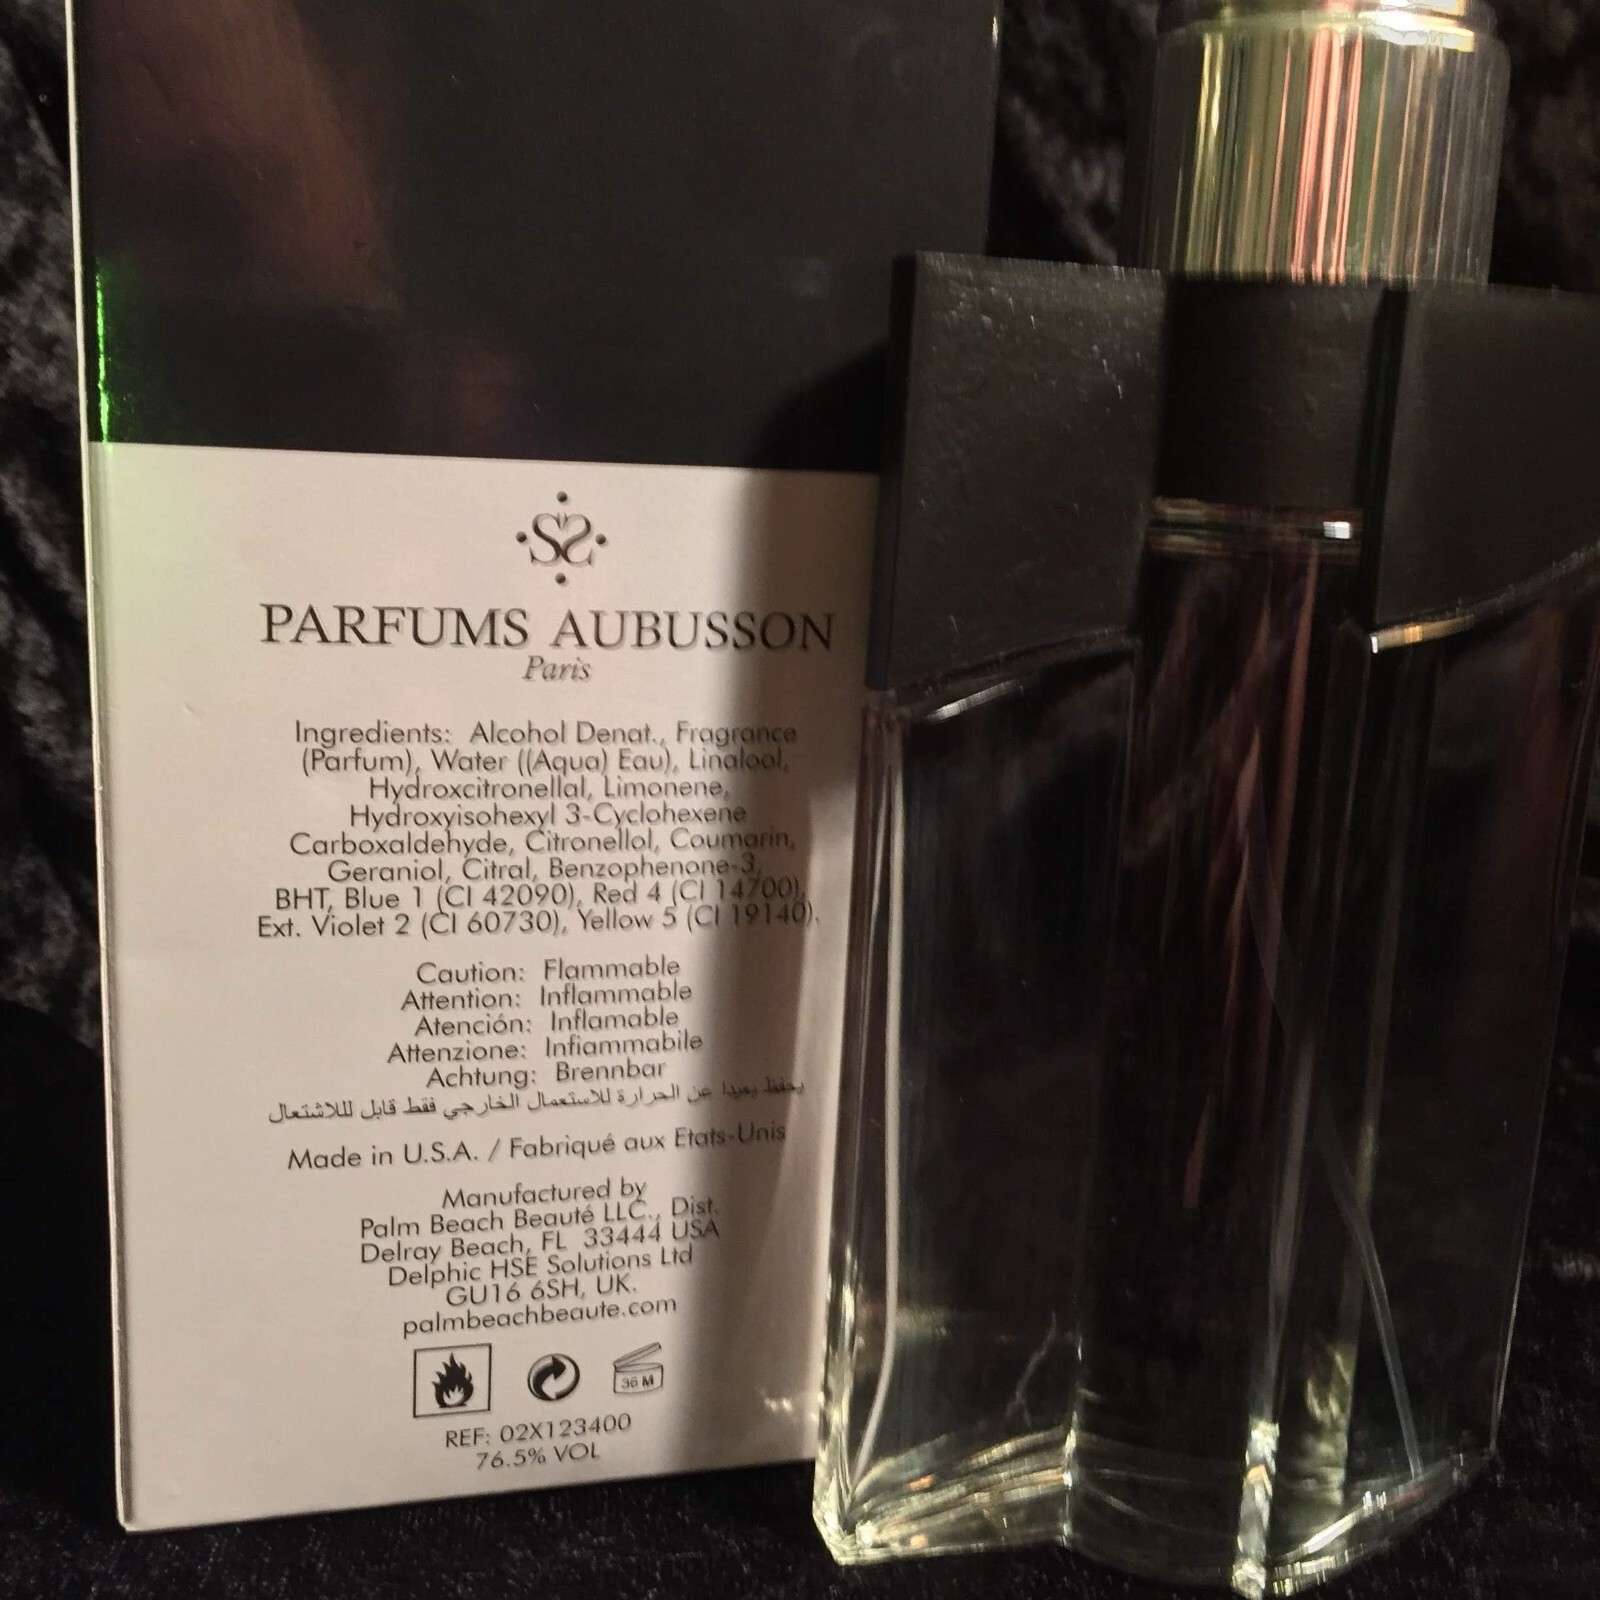 PARFUMS AUBUSSON
Paris
Ingredients: Alcohol Denat., Fragrance
(Parfum), Water ((Aqua) Eau), Linalool,
Hydroxcitronellal, Limonene,
Hydroxyisohexyl 3-Cyclohexene
Carboxaldehyde, Citronellol, Coumarin,
Geraniol, Citral, Benzophenone-3,
BHT, Blue 1 (CI 42090), Red 4 (CI 14700),
Ext. Violet 2 (CI 60730), Yellow 5 (CI 19140).
Caution: Flammable
Attention: Inflammable
Atención: Inflamable
Attenzione: Infiammabile
Achtung: Brennbar
يحفظ بعيدا عن الحرارة للاستعمال الخارجي فقط قابل لللاشتعال
Made in U.S.A. / Fabriqué aux Etats-Unis
Manufactured by
Palm Beach Beauté LLC., Dist.
Delray Beach, FL 33444 USA
Delphic HSE Solutions Ltd
GU16 6SH, UK.
palmbeachbeaute.com
36 M
REF: 02X123400
76.5% VOL